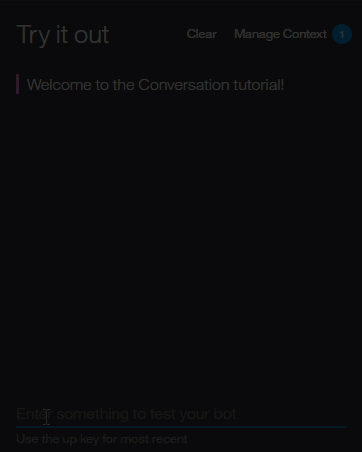 Try it out
Clear
Manage Context 1
Welcome to the Conversation tutorial!
Enter something to test your bot
Use the up key for most recent